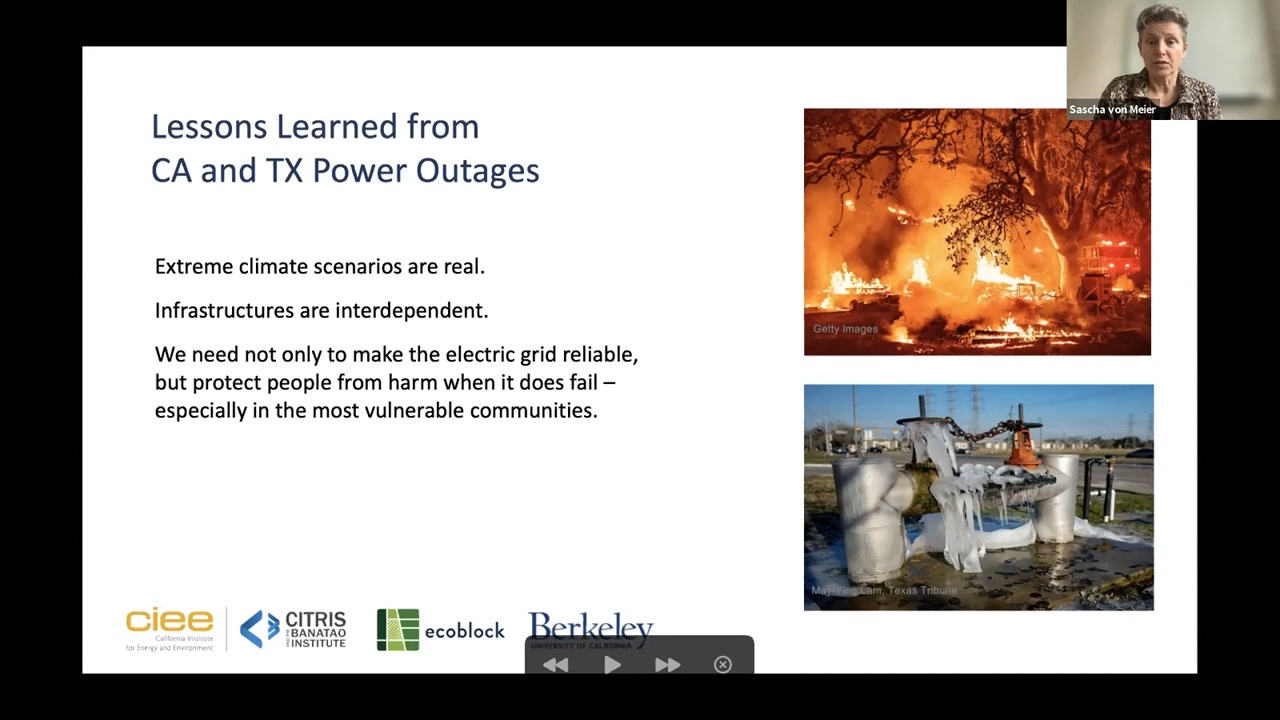 Sascha von Meier
Lessons Learned from
CA and TX Power Outages
Extreme climate scenarios are real.
Infrastructures are interdependent.
We need not only to make the electric grid reliable,
but protect people from harm when it does fail –
especially in the most vulnerable communities.
Getty Images
May-Ying Lam, Texas Tribune
ciee
California Institute
for Energy and Environment
CITRIS
AND THE
BANATAO
INSTITUTE
ecoblock
Berkeley
UNIVERSITY OF CALIFORNIA